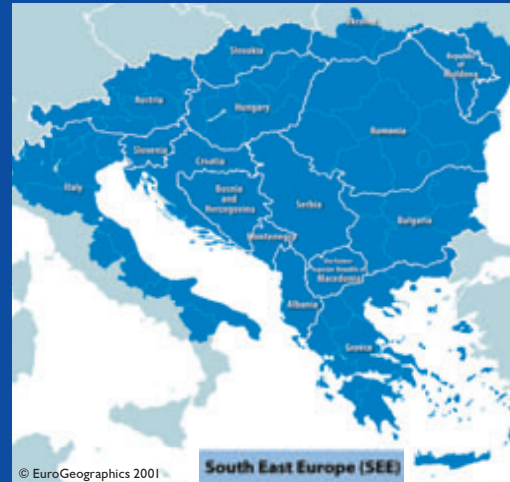 Ukraine
Slovakia
Republic
of
Moldova
Austria
Hungary
Romania
Slovenia
Croatia
Italy
Bosnia
and
Herzegovina
Serbia
Bulgaria
Montenegro
The Former
Yugoslav Republic of
Macedonia
Albania
Greece
South East Europe (SEE)
© EuroGeographics 2001